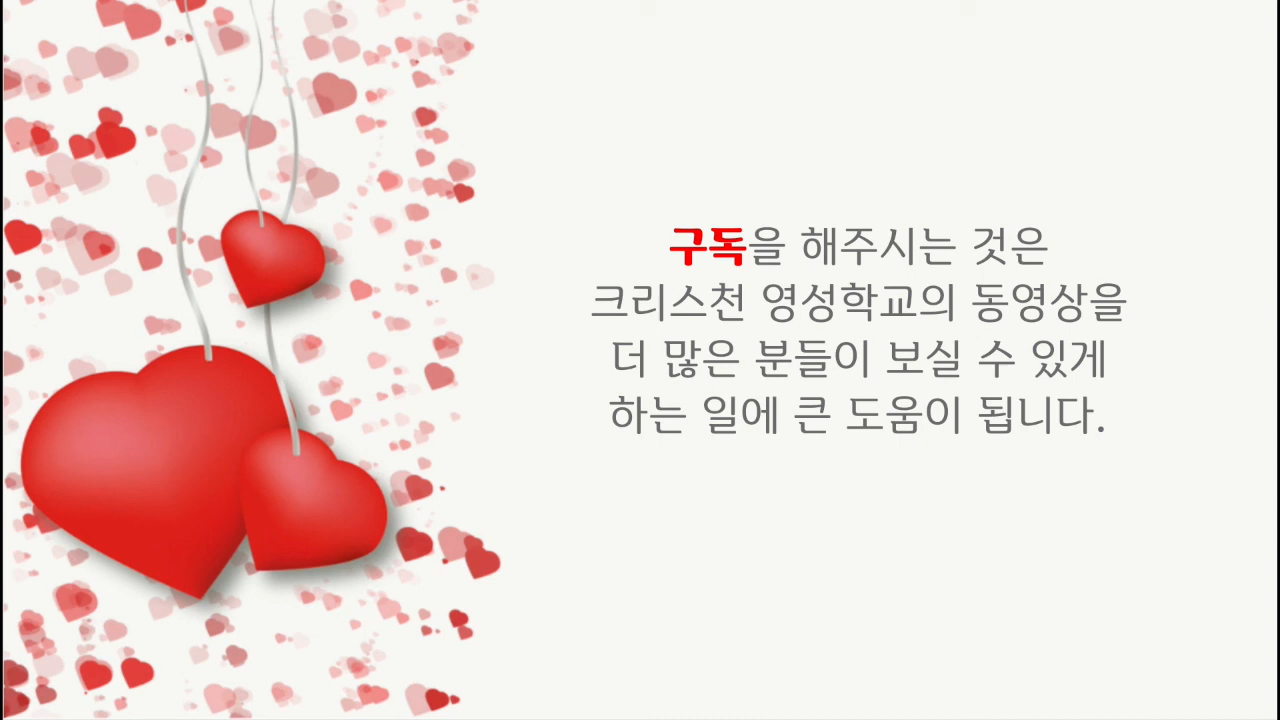 구독을 해주시는 것은
크리스천 영성학교의 동영상을
더 많은 분들이 보실 수 있게
하는 일에 큰 도움이 됩니다.